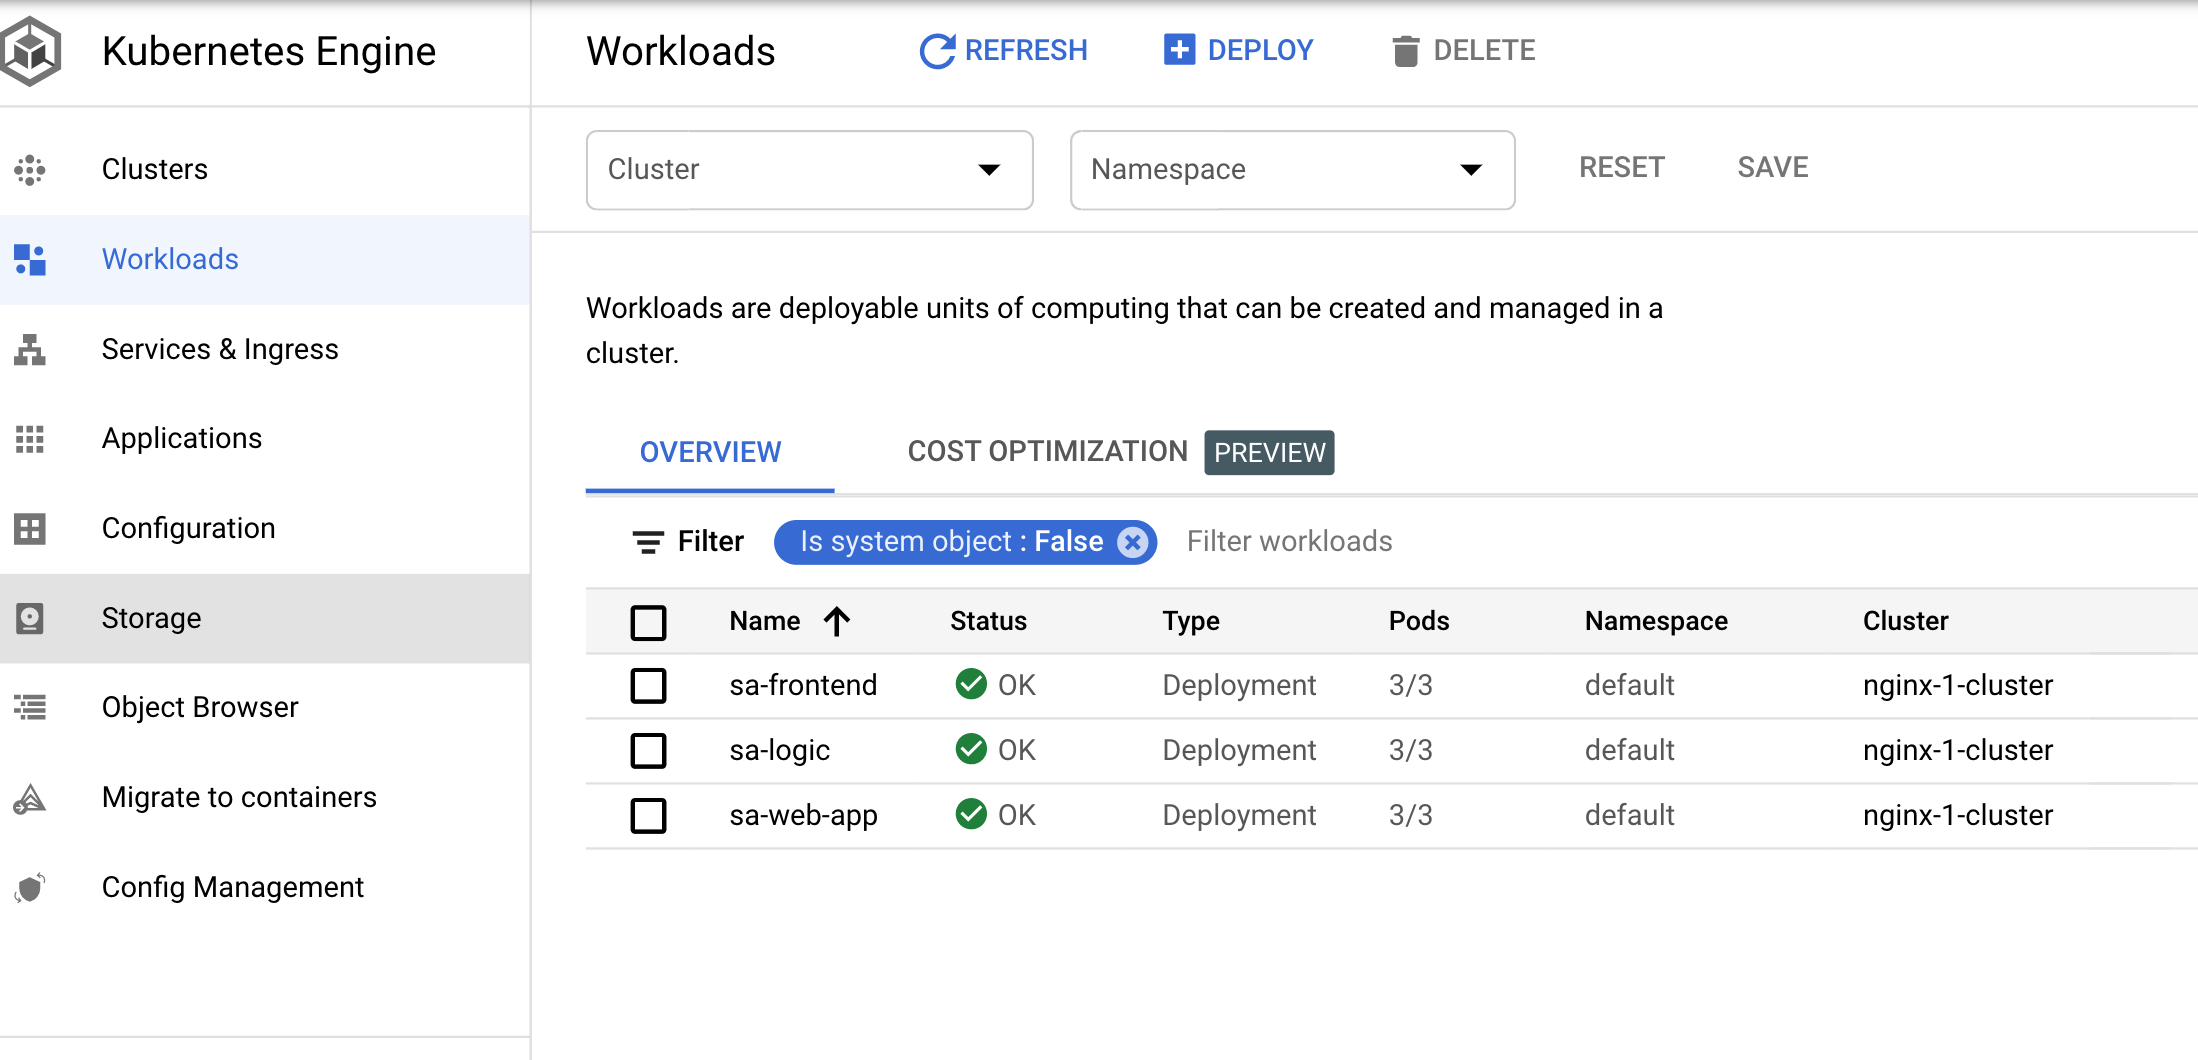 Kubernetes Engine
Workloads
REFRESH
DEPLOY
DELETE
Cluster
Namespace
RESET
SAVE
Clusters
Workloads
Services & Ingress
Applications
Configuration
Storage
Object Browser
Migrate to containers
Config Management
Workloads are deployable units of computing that can be created and managed in a
cluster.
OVERVIEW
COST OPTIMIZATION PREVIEW
Filter Is system object : False Filter workloads
Name Status Type Pods Namespace Cluster
sa-frontend OK Deployment 3/3 default nginx-1-cluster
sa-logic OK Deployment 3/3 default nginx-1-cluster
sa-web-app OK Deployment 3/3 default nginx-1-cluster